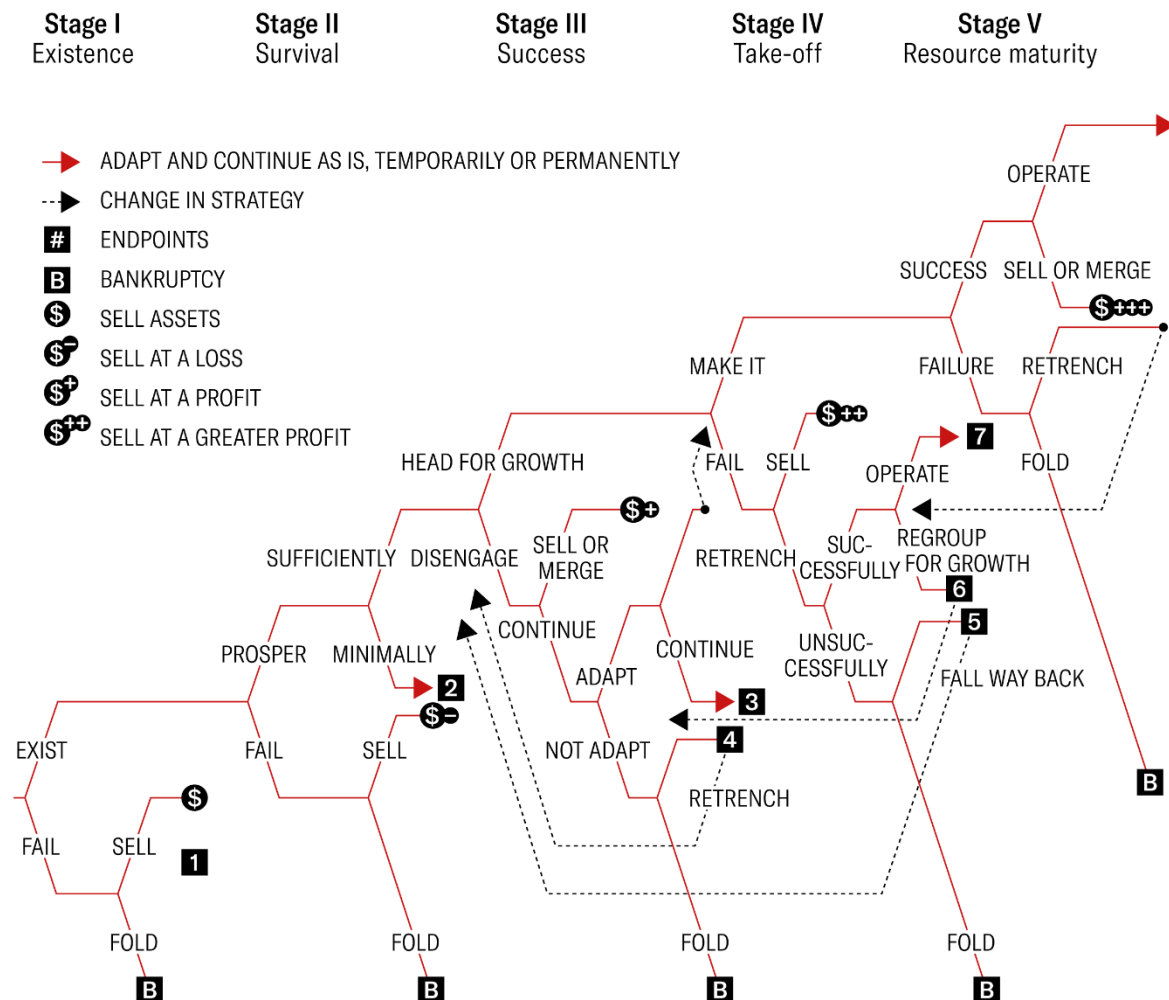 Stage I
Existence
Stage II
Survival
Stage III
Success
Stage IV
Take-off
Stage V
Resource maturity
ADAPT AND CONTINUE AS IS, TEMPORARILY OR PERMANENTLY
CHANGE IN STRATEGY
# ENDPOINTS
B BANKRUPTCY
$ SELL ASSETS
$− SELL AT A LOSS
$+ SELL AT A PROFIT
$++ SELL AT A GREATER PROFIT
OPERATE
SUCCESS
SELL OR MERGE
$+++
MAKE IT
FAILURE
RETRENCH
$++
7
HEAD FOR GROWTH
FAIL
SELL
OPERATE
FOLD
$+
SUFFICIENTLY
DISENGAGE
SELL OR
MERGE
RETRENCH
SUC-
CESSFULLY
REGROUP
FOR GROWTH
6
CONTINUE
5
PROSPER
MINIMALLY
ADAPT
CONTINUE
UNSUC-
CESSFULLY
FALL WAY BACK
2
3
$−
EXIST
FAIL
SELL
NOT ADAPT
4
B
RETRENCH
$
FAIL
SELL
1
FOLD
FOLD
FOLD
FOLD
B
B
B
B